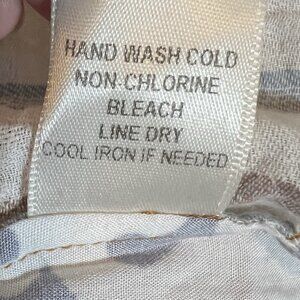 HAND WASH COLD
NON-CHLORINE
BLEACH
LINE DRY
COOL IRON IF NEEDED